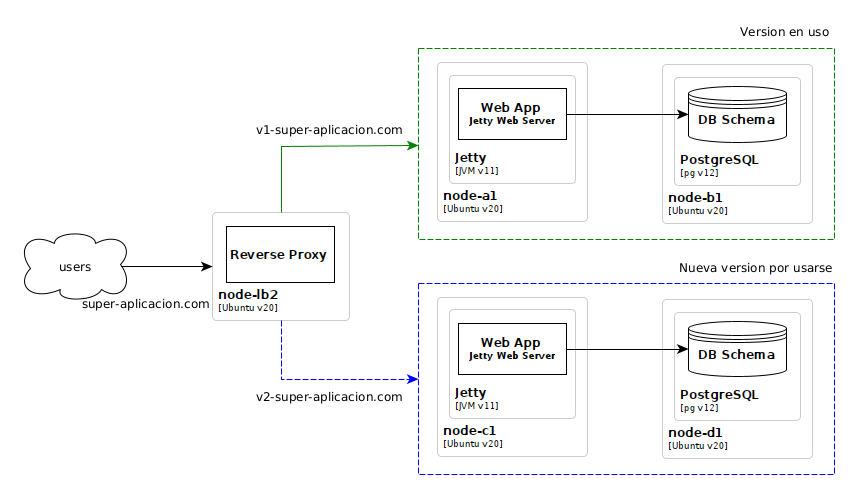 Version en uso
v1-super-aplicacion.com
Web App
Jetty Web Server
Jetty
[JVM v11]
node-a1
[Ubuntu v20]
DB Schema
PostgreSQL
[pg v12]
node-b1
[Ubuntu v20]
users
super-aplicacion.com
Reverse Proxy
node-lb2
[Ubuntu v20]
Nueva version por usarse
v2-super-aplicacion.com
Web App
Jetty Web Server
Jetty
[JVM v11]
node-c1
[Ubuntu v20]
DB Schema
PostgreSQL
[pg v12]
node-d1
[Ubuntu v20]